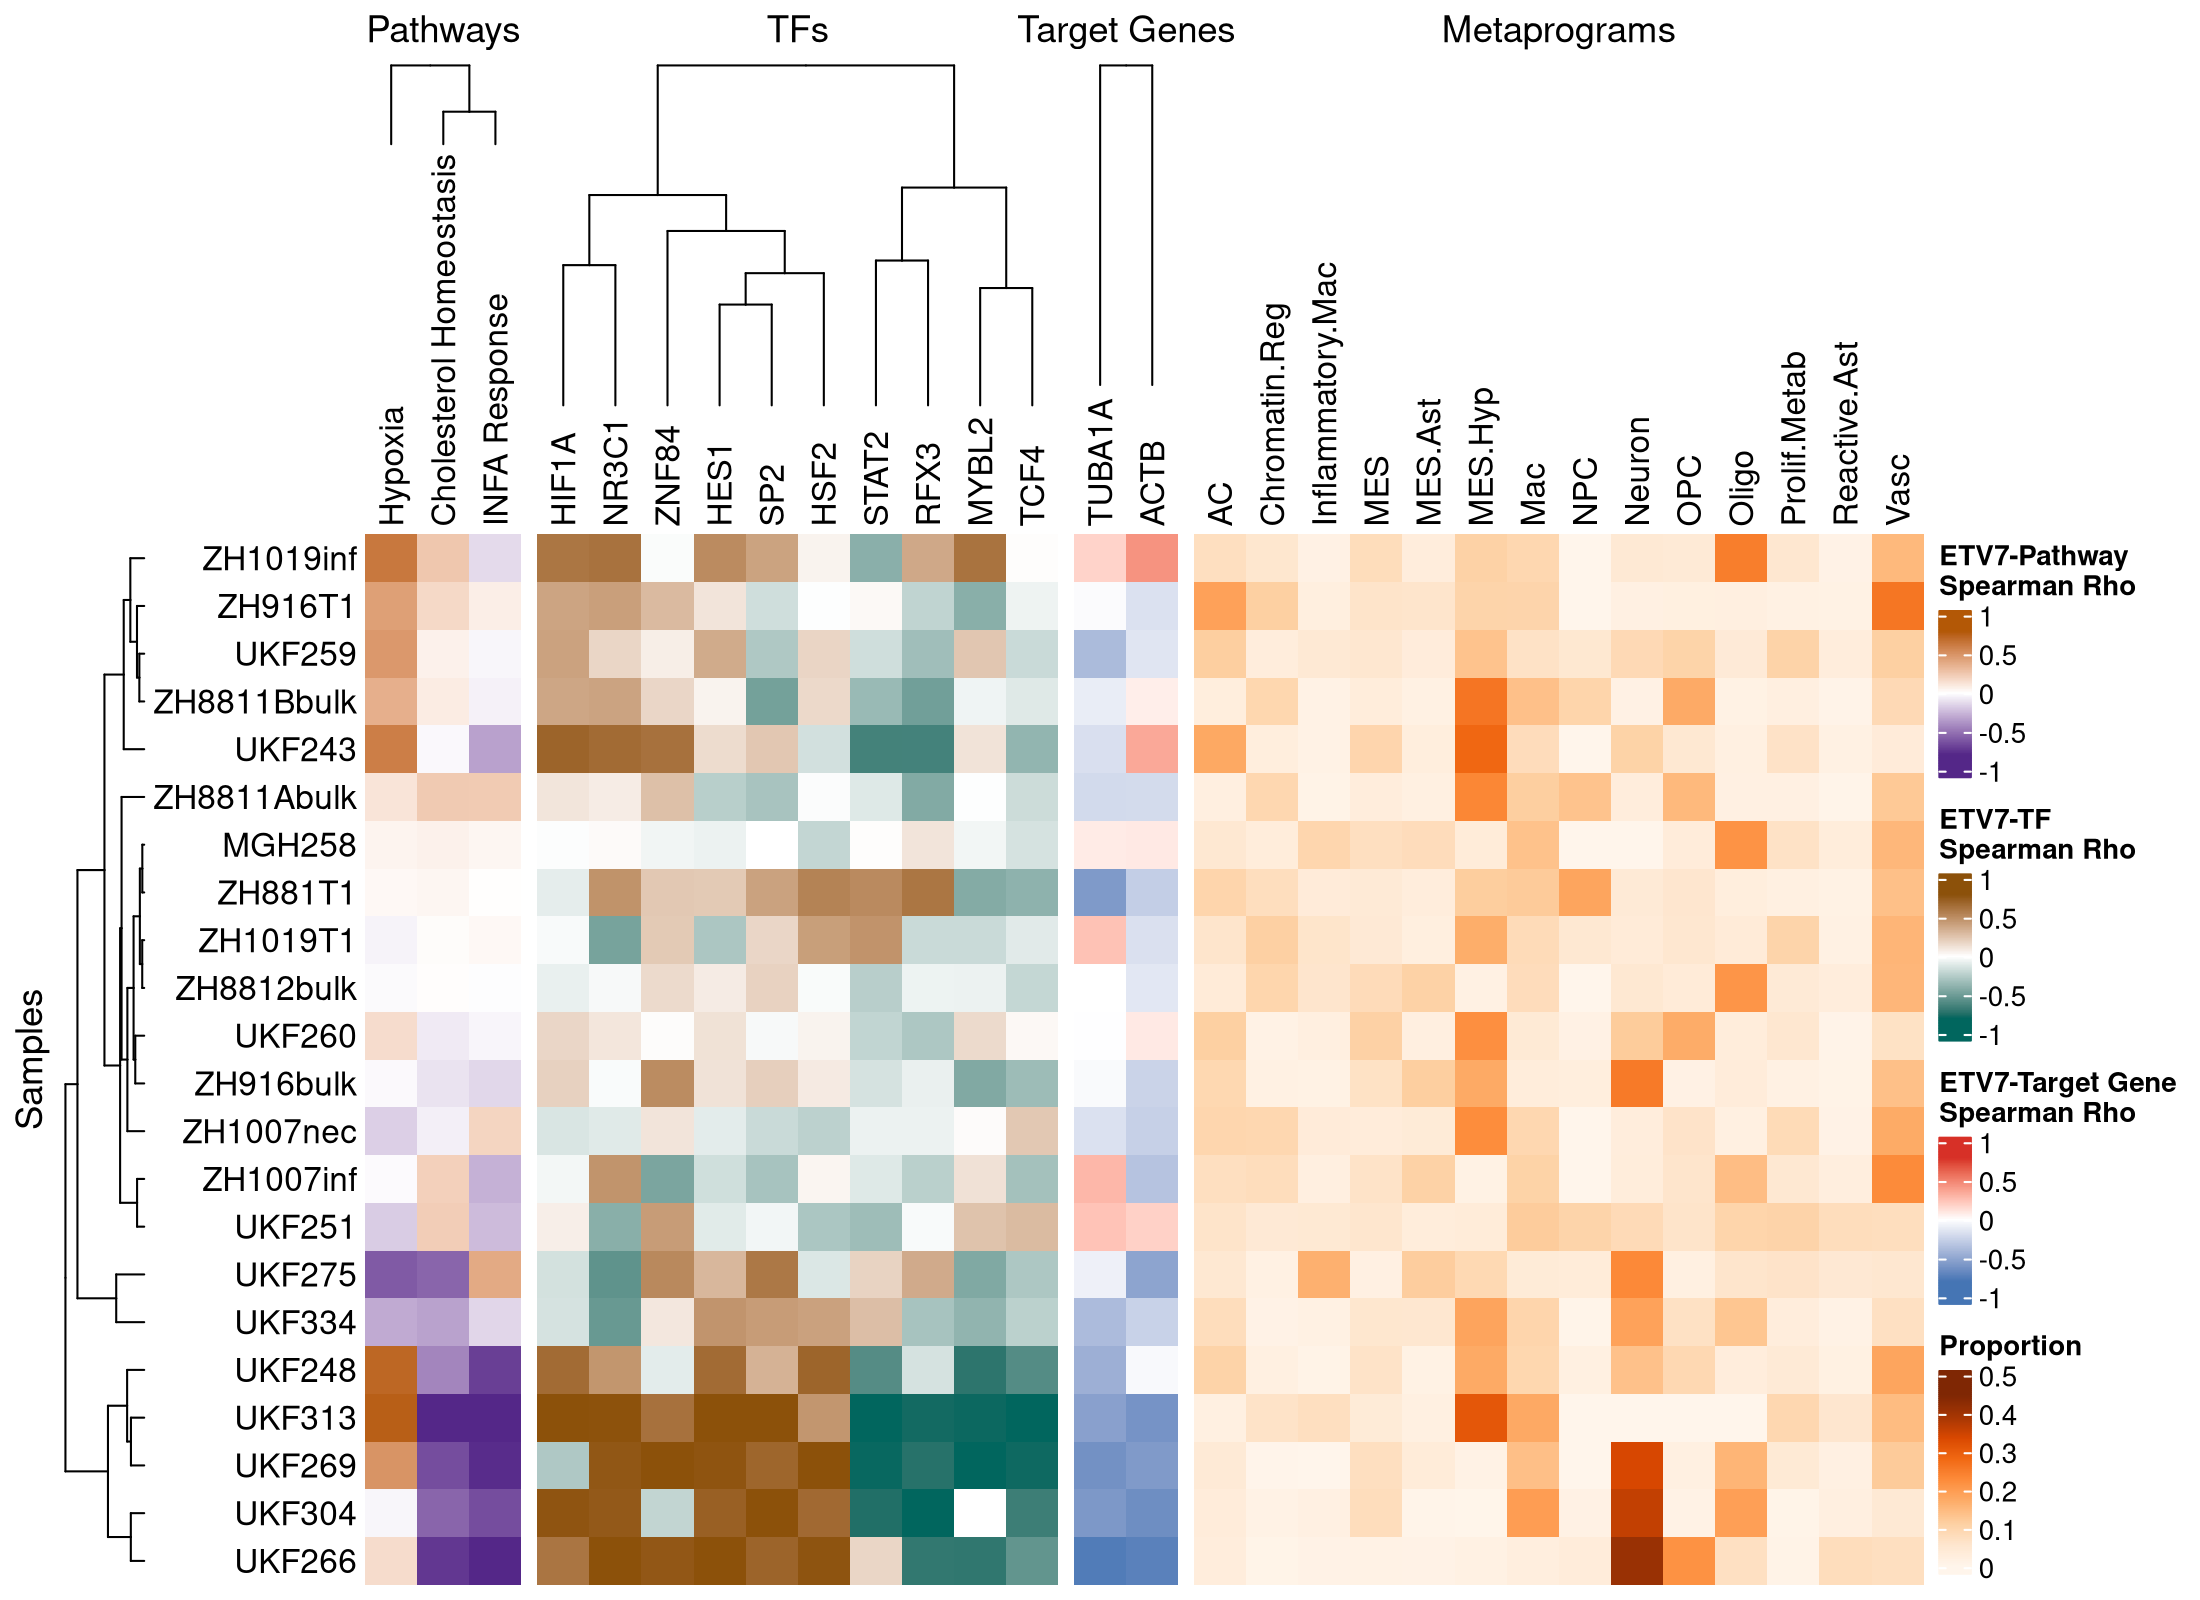 Pathways
TFs
Target Genes
Metaprograms
Hypoxia
Cholesterol Homeostasis
INFA Response
HIF1A
NR3C1
ZNF84
HES1
SP2
HSF2
STAT2
RFX3
MYBL2
TCF4
TUBA1A
ACTB
AC
Chromatin.Reg
Inflammatory.Mac
MES
MES.Ast
MES.Hyp
Mac
NPC
Neuron
OPC
Oligo
Prolif.Metab
Reactive.Ast
Vasc
Samples
ZH1019inf
ZH916T1
UKF259
ZH8811Bbulk
UKF243
ZH8811Abulk
MGH258
ZH881T1
ZH1019T1
ZH8812bulk
UKF260
ZH916bulk
ZH1007nec
ZH1007inf
UKF251
UKF275
UKF334
UKF248
UKF313
UKF269
UKF304
UKF266
ETV7-Pathway
Spearman Rho
1
0.5
0
-0.5
-1
ETV7-TF
Spearman Rho
1
0.5
0
-0.5
-1
ETV7-Target Gene
Spearman Rho
1
0.5
0
-0.5
-1
Proportion
0.5
0.4
0.3
0.2
0.1
0